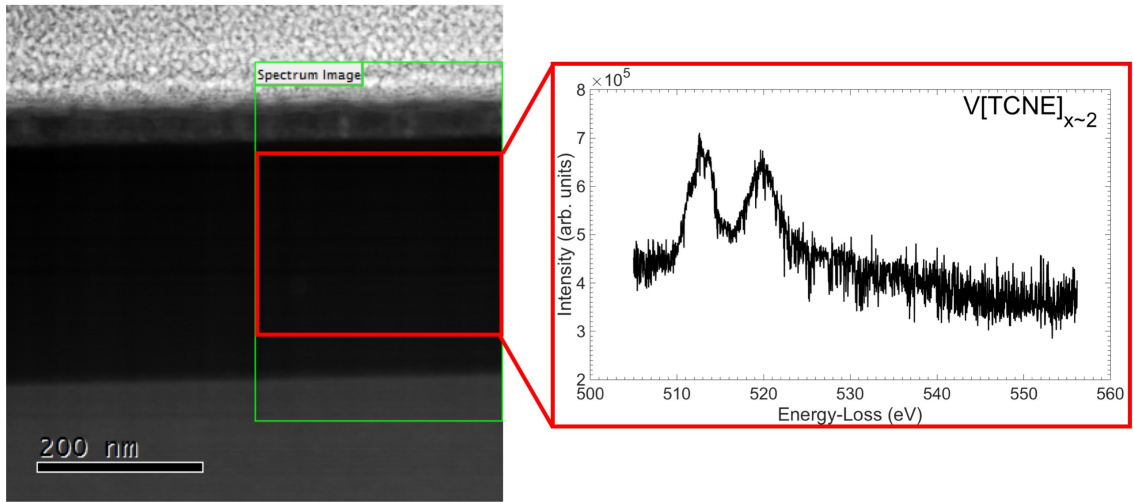 Spectrum Image
200 nm
×10⁵
V[TCNE]ₓ~₂
8
7
6
5
4
3
2
Intensity (arb. units)
500 510 520 530 540 550 560
Energy-Loss (eV)